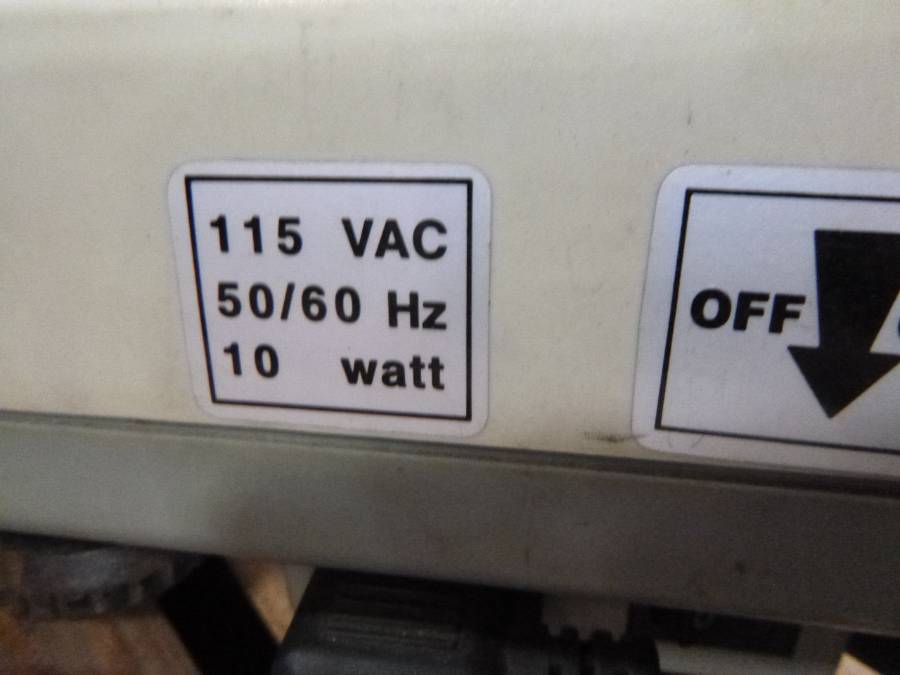 115 VAC
50/60 Hz
10 watt
OFF